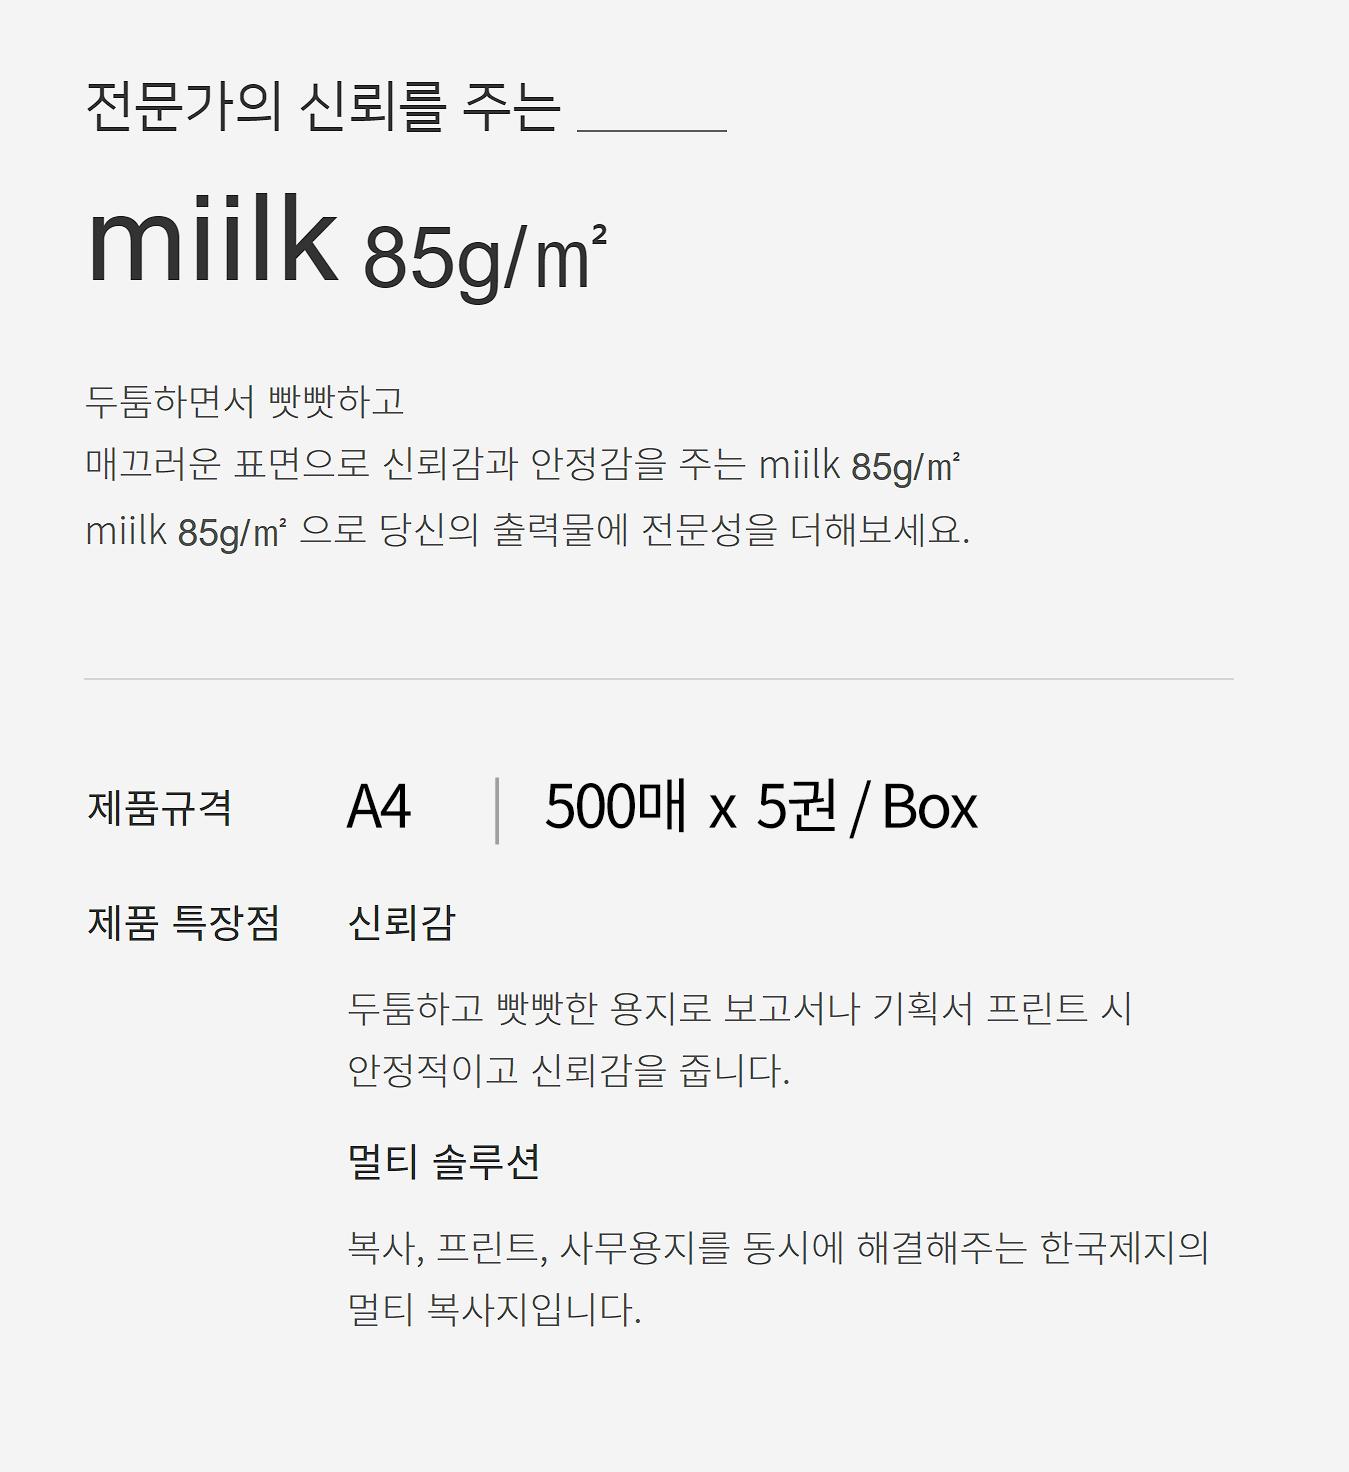 전문가의 신뢰를 주는 ______
miilk 85g/㎡
두툼하면서 빳빳하고
매끄러운 표면으로 신뢰감과 안정감을 주는 miilk 85g/㎡
miilk 85g/㎡ 으로 당신의 출력물에 전문성을 더해보세요.
제품규격 A4 | 500매 x 5권 / Box
제품 특장점 신뢰감
두툼하고 빳빳한 용지로 보고서나 기획서 프린트 시
안정적이고 신뢰감을 줍니다.
멀티 솔루션
복사, 프린트, 사무용지를 동시에 해결해주는 한국제지의
멀티 복사지입니다.